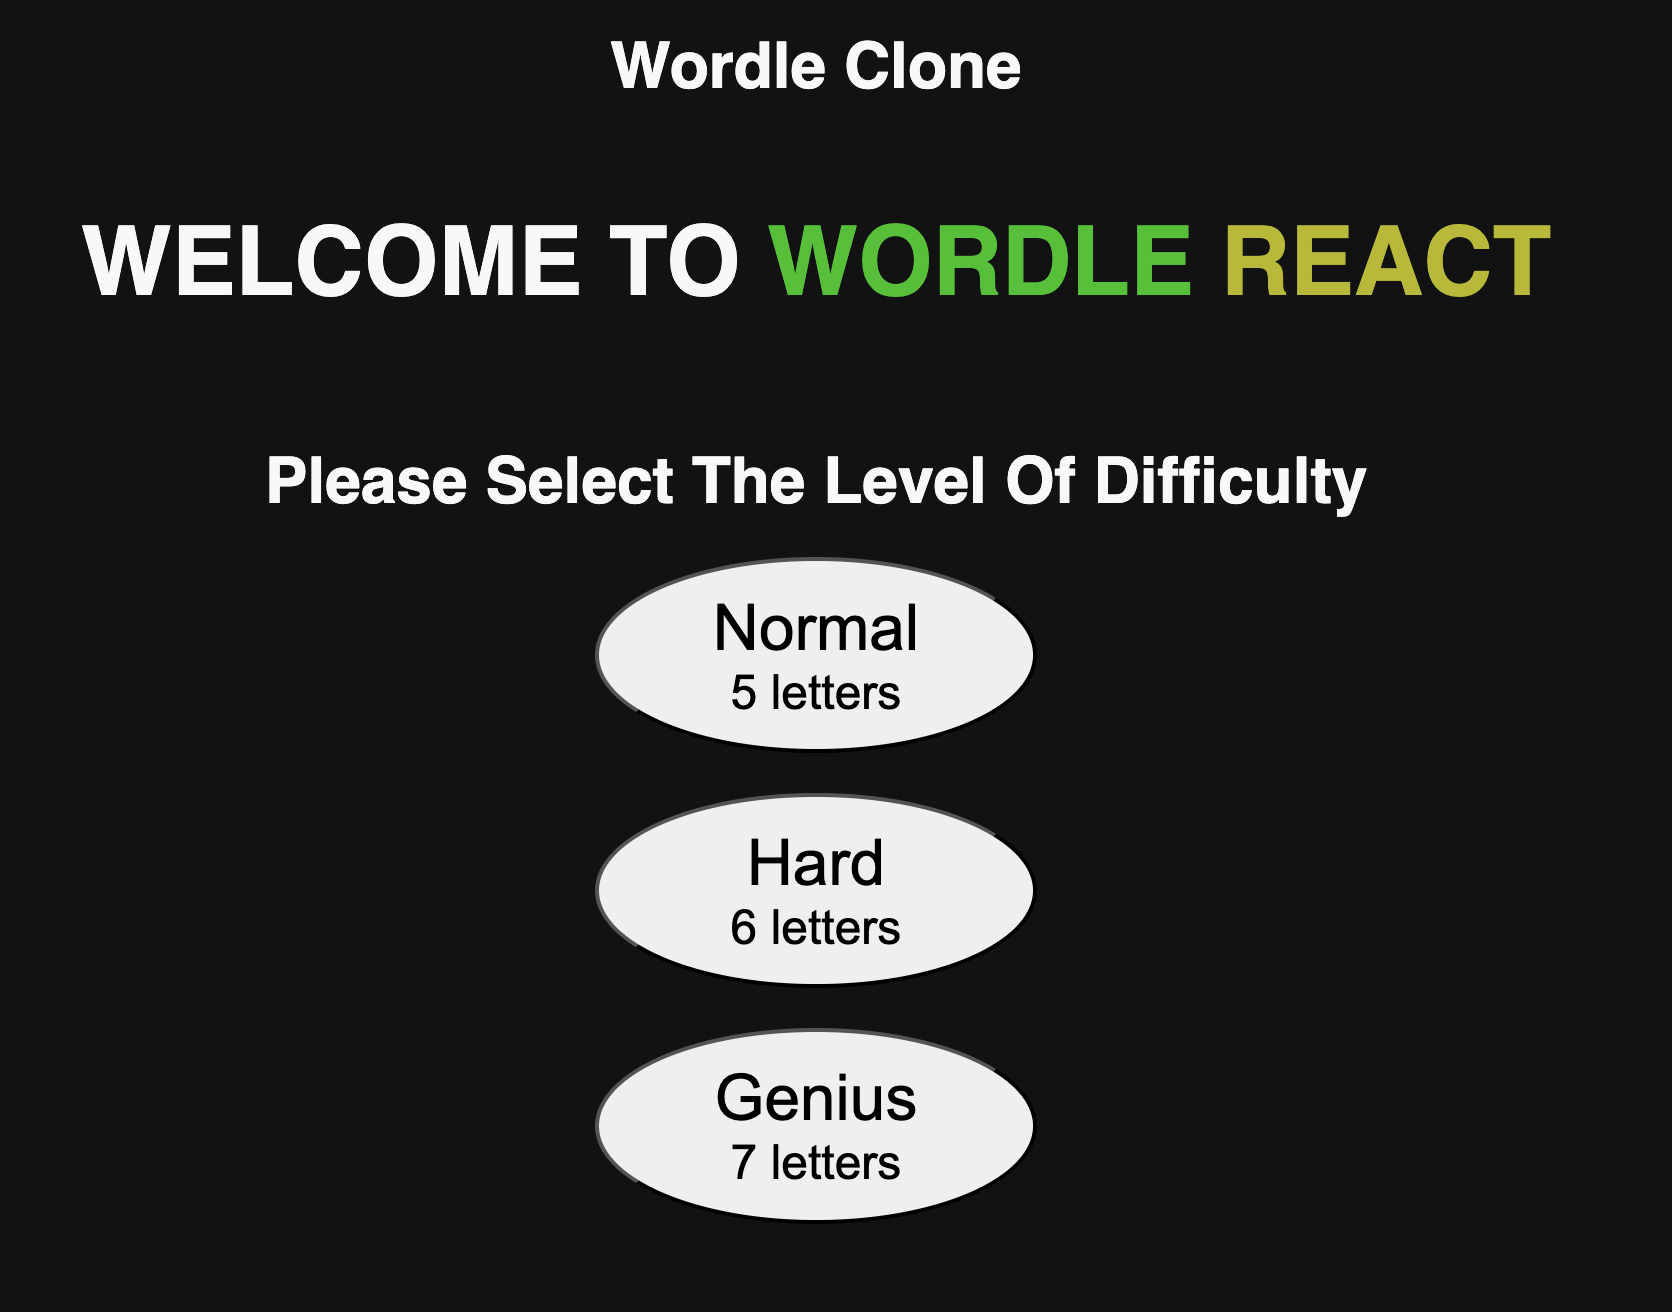 Wordle Clone
WELCOME TO WORDLE REACT
Please Select The Level Of Difficulty
Normal
5 letters
Hard
6 letters
Genius
7 letters